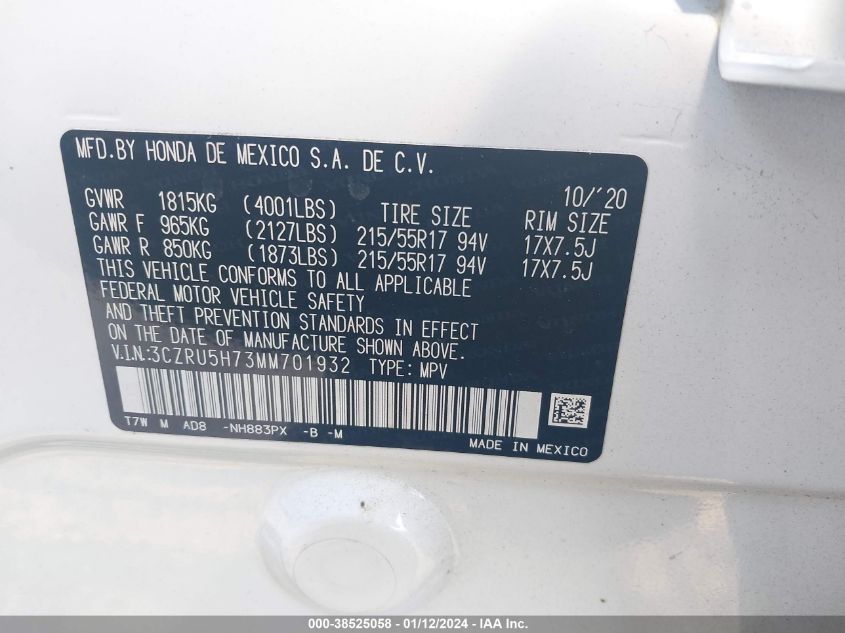 MFD.BY HONDA DE MEXICO S.A. DE C.V.
10/'20
GVWR 1815KG (4001LBS) TIRE SIZE RIM SIZE
GAWR F 965KG (2127LBS) 215/55R17 94V 17X7.5J
GAWR R 850KG (1873LBS) 215/55R17 94V 17X7.5J
THIS VEHICLE CONFORMS TO ALL APPLICABLE
FEDERAL MOTOR VEHICLE SAFETY
AND THEFT PREVENTION STANDARDS IN EFFECT
ON THE DATE OF MANUFACTURE SHOWN ABOVE.
V.I.N:3CZRU5H73MM701932 TYPE: MPV
T7W M AD8 -NH883PX -B -M
MADE IN MEXICO
000-38525058 - 01/12/2024 - IAA Inc.